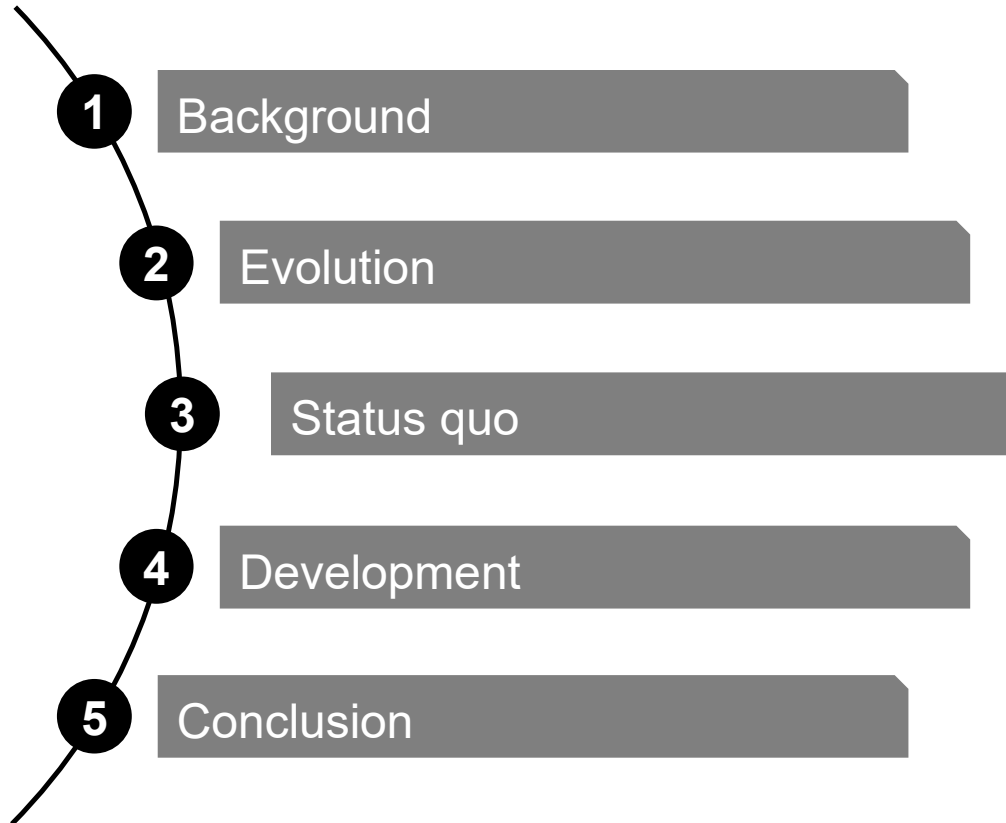 1 Background
2 Evolution
3 Status quo
4 Development
5 Conclusion